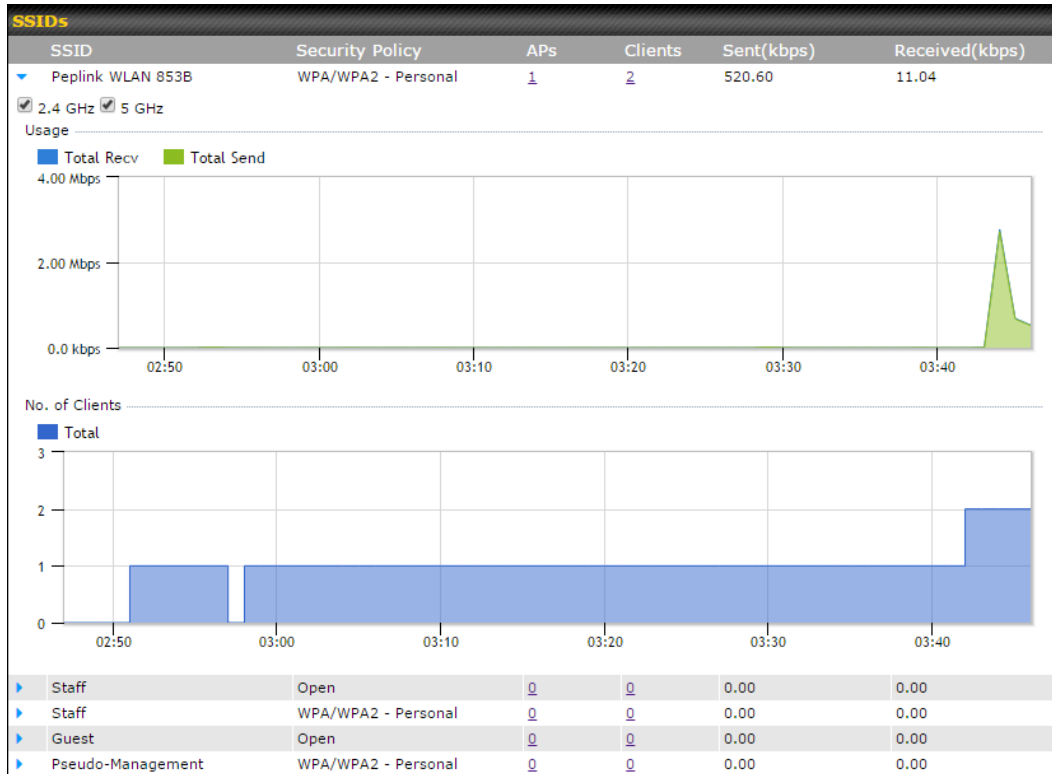 SSIDs
SSID Security Policy APs Clients Sent(kbps) Received(kbps)
Peplink WLAN 853B WPA/WPA2 - Personal 1 2 520.60 11.04
2.4 GHz 5 GHz
Usage
Total Recv Total Send
4.00 Mbps
2.00 Mbps
0.0 kbps
02:50 03:00 03:10 03:20 03:30 03:40
No. of Clients
Total
3
2
1
0
02:50 03:00 03:10 03:20 03:30 03:40
Staff Open 0 0 0.00 0.00
Staff WPA/WPA2 - Personal 0 0 0.00 0.00
Guest Open 0 0 0.00 0.00
Pseudo-Management WPA/WPA2 - Personal 0 0 0.00 0.00